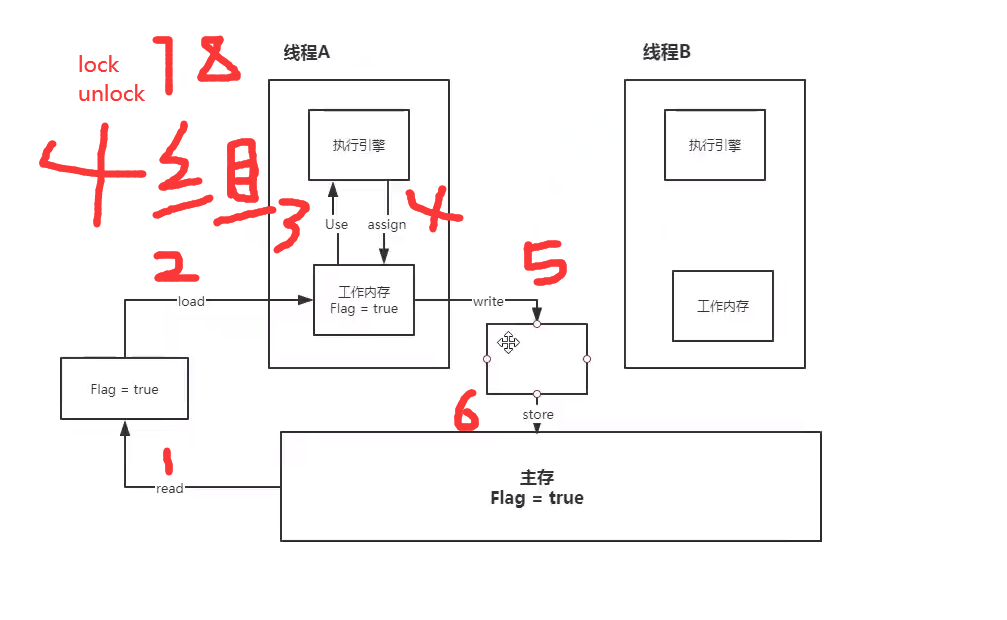 lock
unlock
78
4组
线程A
线程B
执行引擎
执行引擎
3
Use
assign
4
2
5
load
工作内存
Flag = true
write
工作内存
Flag = true
6
store
1
read
主存
Flag = true